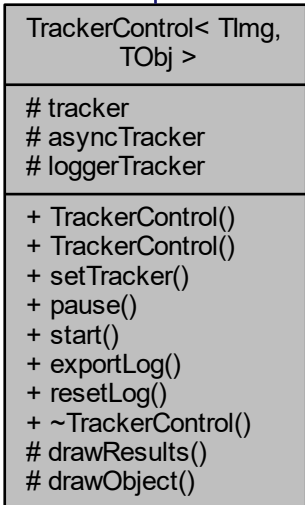 TrackerControl< TImg,
TObj >
# tracker
# asyncTracker
# loggerTracker
+ TrackerControl()
+ TrackerControl()
+ setTracker()
+ pause()
+ start()
+ exportLog()
+ resetLog()
+ ~TrackerControl()
# drawResults()
# drawObject()